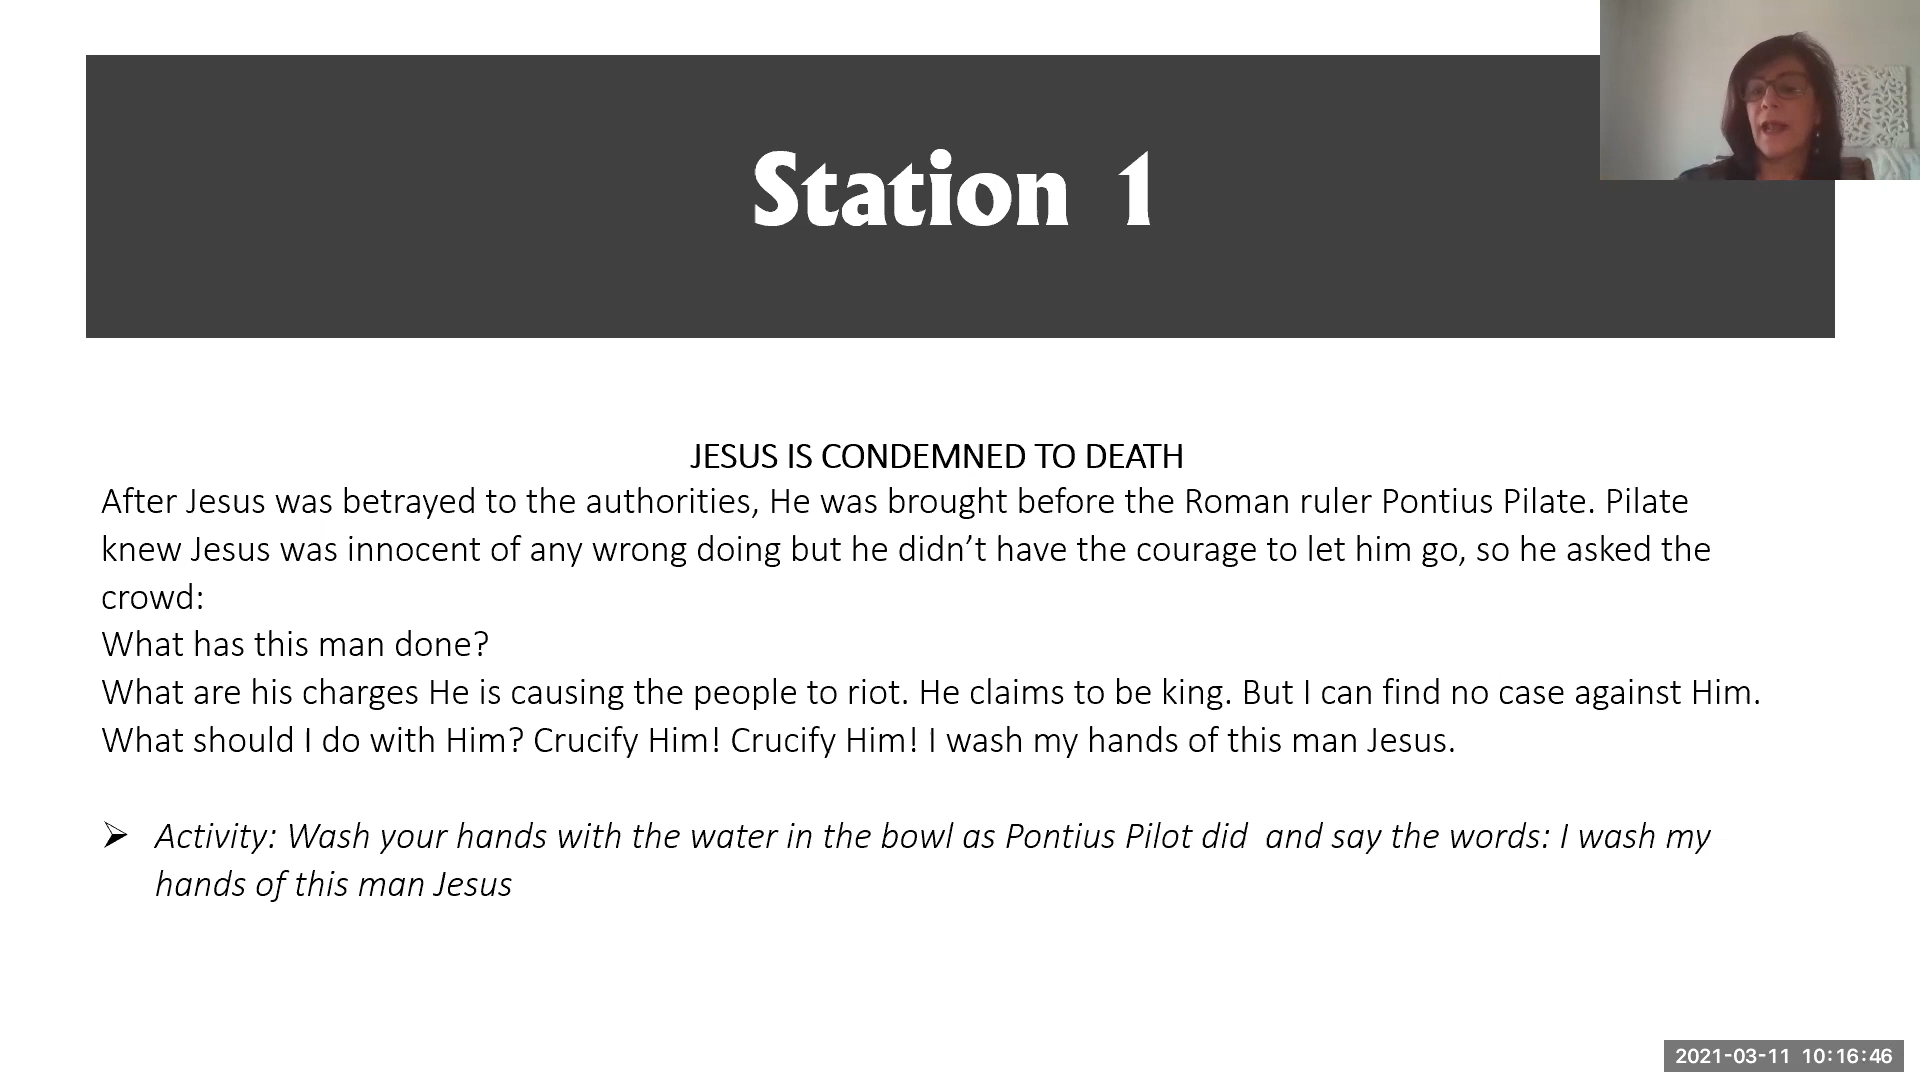 Station 1
JESUS IS CONDEMNED TO DEATH
After Jesus was betrayed to the authorities, He was brought before the Roman ruler Pontius Pilate. Pilate
knew Jesus was innocent of any wrong doing but he didn’t have the courage to let him go, so he asked the
crowd:
What has this man done?
What are his charges He is causing the people to riot. He claims to be king. But I can find no case against Him.
What should I do with Him? Crucify Him! Crucify Him! I wash my hands of this man Jesus.
➢ Activity: Wash your hands with the water in the bowl as Pontius Pilot did  and say the words: I wash my
hands of this man Jesus
2021-03-11 10:16:46